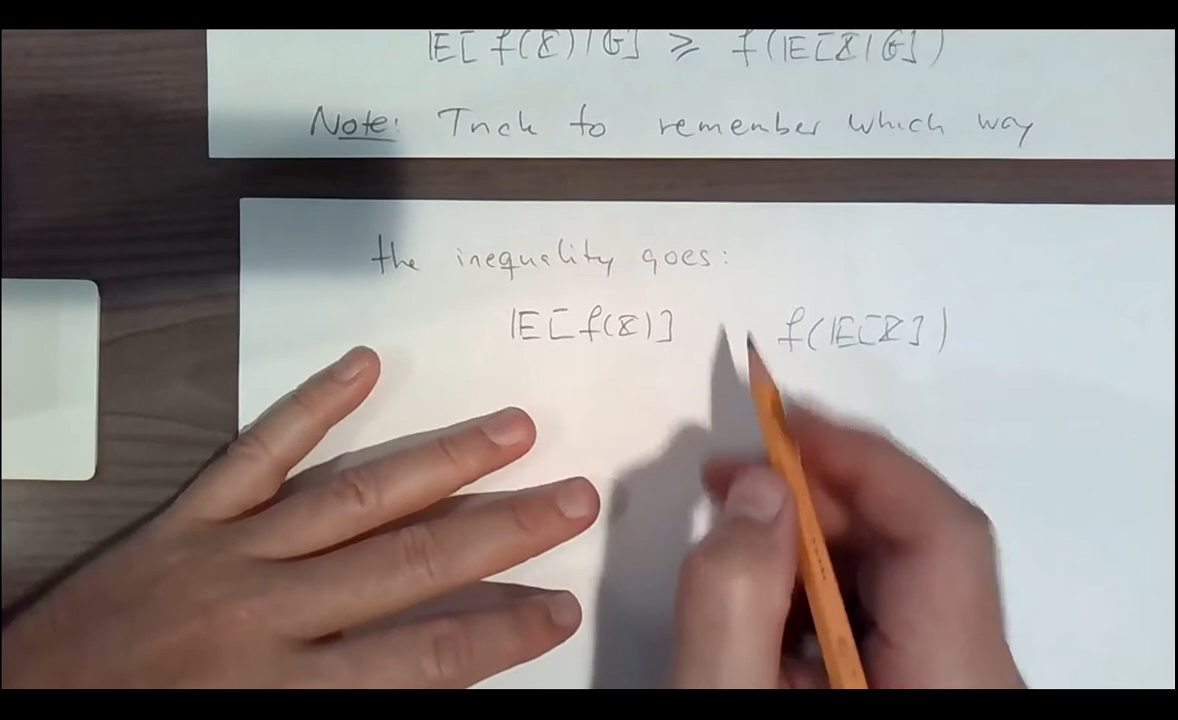 𝔼[f(X)|G] ⩾ f(𝔼[X|G])
Note: Trick to remember which way
the inequality goes:
𝔼[f(X)] f(𝔼[X])